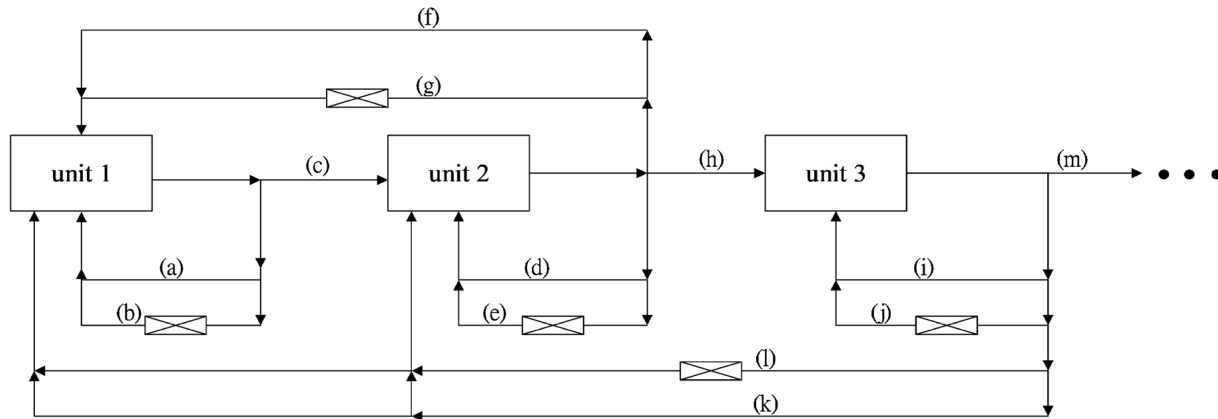 (f)
(g)
unit 1
(c)
unit 2
(h)
unit 3
(m)
(a)
(d)
(i)
(b)
(e)
(j)
(l)
(k)